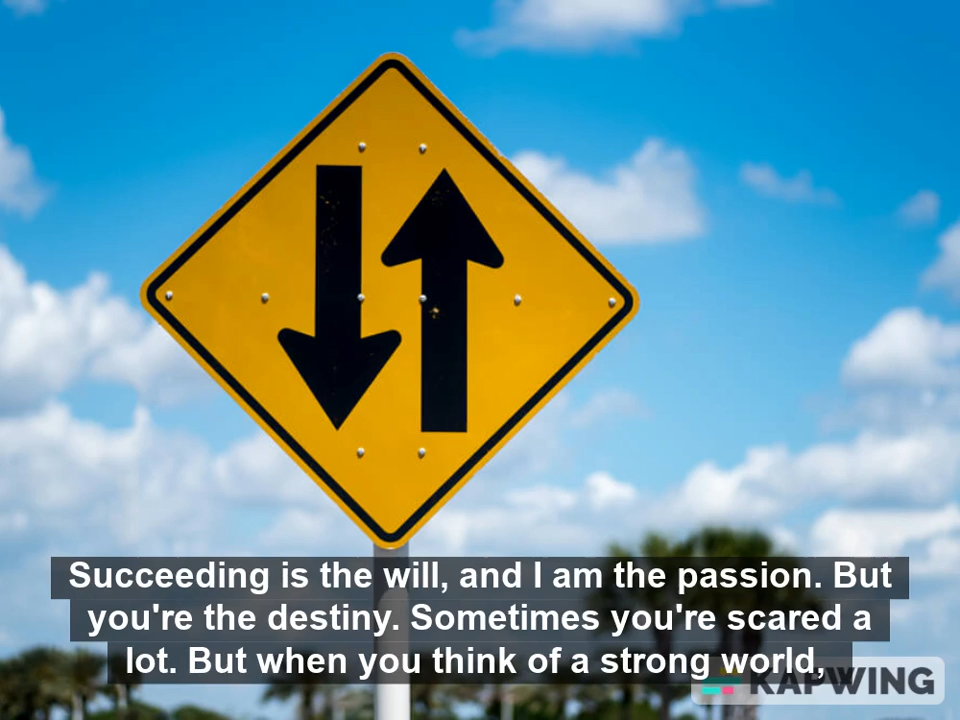 Succeeding is the will, and I am the passion. But
you're the destiny. Sometimes you're scared a
lot. But when you think of a strong world,
KAPWING